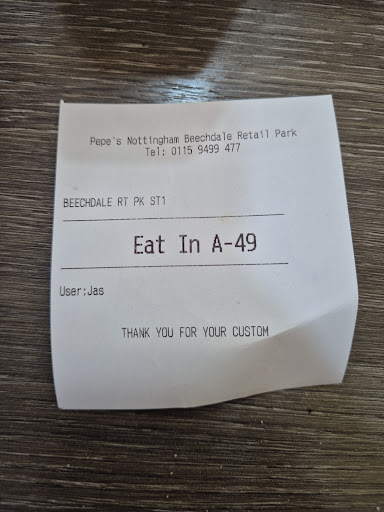 Pepe`s Nottingham Beechdale Retail Park
Tel: 0115 9499 477
BEECHDALE RT PK ST1
Eat In A-49
User:Jas
THANK YOU FOR YOUR CUSTOM